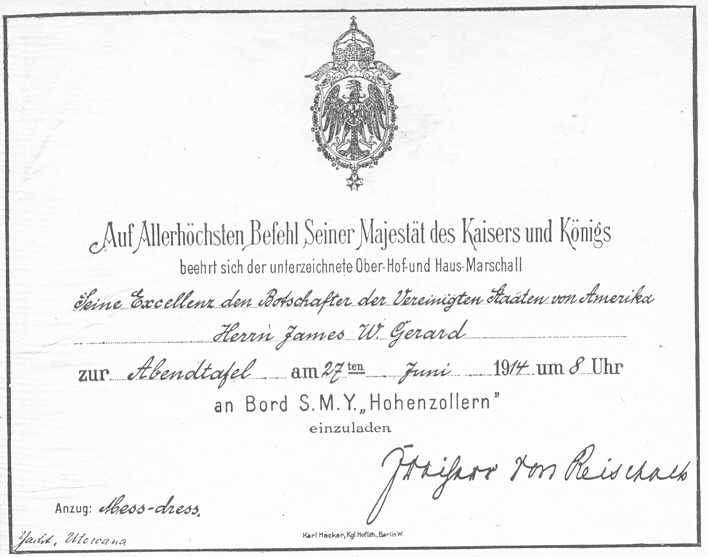 Auf Allerhöchsten Befehl Seiner Majestät des Kaisers und Königs
beehrt sich der unterzeichnete Ober-Hof-und Haus-Marschall
Seine Excellenz den Botschafter der Vereinigten Staaten von Amerika
Herrn James W. Gerard
zur Abendtafel am 27ten Juni 1914 um 8 Uhr
an Bord S.M.Y. „Hohenzollern"
einzuladen
Freiherr von Reischach
Anzug: Mess-dress.
Yacht, Utowana
Karl Hacker, Kgl. Hoflith., Berlin W.